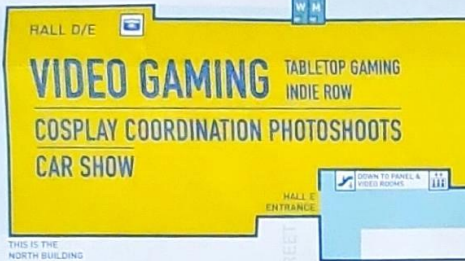 W M
HALL D/E
VIDEO GAMING
TABLETOP GAMING
INDIE ROW
COSPLAY COORDINATION PHOTOSHOOTS
CAR SHOW
DOWN TO PANEL &
VIDEO ROOMS
HALL E
ENTRANCE
THIS IS THE
NORTH BUILDING